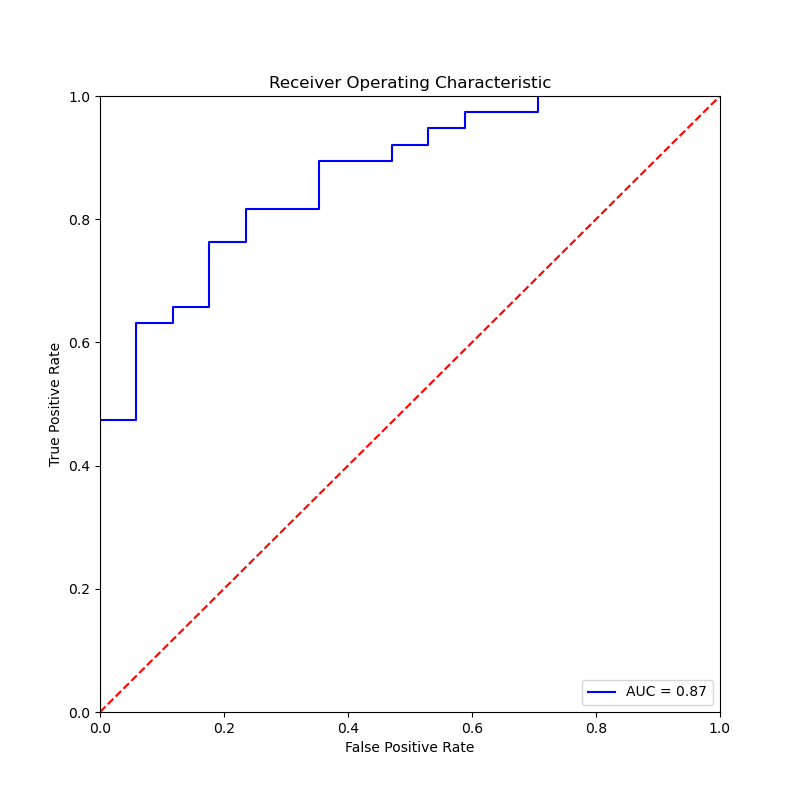 Receiver Operating Characteristic
1.0
0.8
0.6
0.4
0.2
0.0
True Positive Rate
AUC = 0.87
0.0 0.2 0.4 0.6 0.8 1.0
False Positive Rate